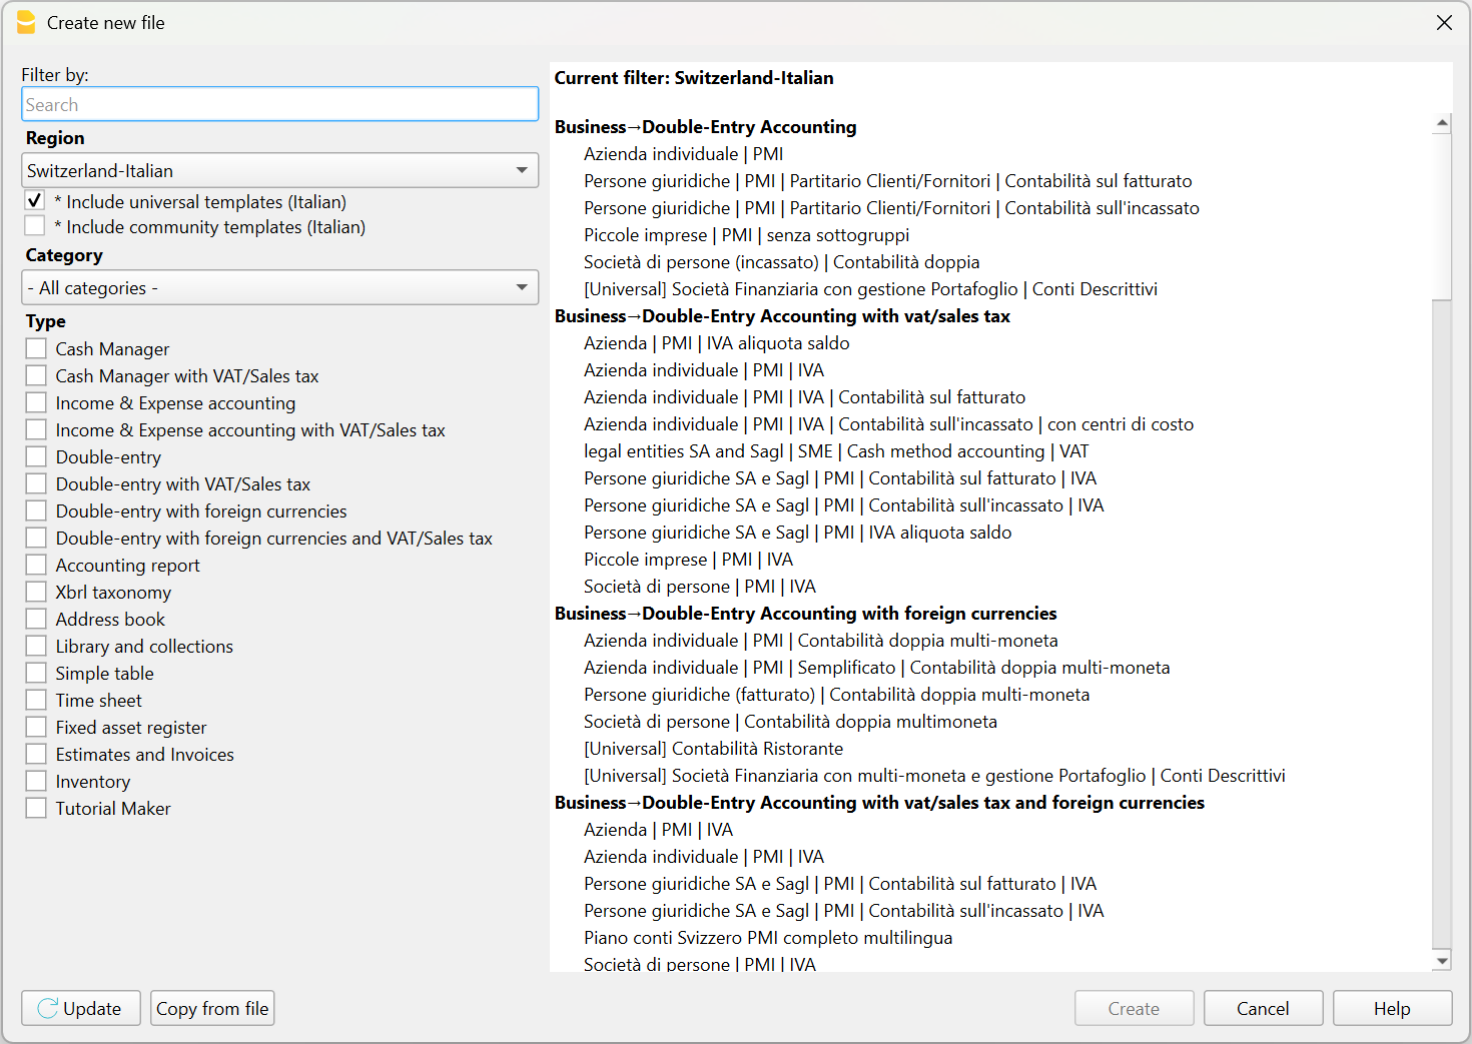 Create new file
Filter by:
Search
Region
Switzerland-Italian
* Include universal templates (Italian)
* Include community templates (Italian)
Category
- All categories -
Type
Cash Manager
Cash Manager with VAT/Sales tax
Income & Expense accounting
Income & Expense accounting with VAT/Sales tax
Double-entry
Double-entry with VAT/Sales tax
Double-entry with foreign currencies
Double-entry with foreign currencies and VAT/Sales tax
Accounting report
Xbrl taxonomy
Address book
Library and collections
Simple table
Time sheet
Fixed asset register
Estimates and Invoices
Inventory
Tutorial Maker
Current filter: Switzerland-Italian
Business→Double-Entry Accounting
Azienda individuale | PMI
Persone giuridiche | PMI | Partitario Clienti/Fornitori | Contabilità sul fatturato
Persone giuridiche | PMI | Partitario Clienti/Fornitori | Contabilità sull'incassato
Piccole imprese | PMI | senza sottogruppi
Società di persone (incassato) | Contabilità doppia
[Universal] Società Finanziaria con gestione Portafoglio | Conti Descrittivi
Business→Double-Entry Accounting with vat/sales tax
Azienda | PMI | IVA aliquota saldo
Azienda individuale | PMI | IVA
Azienda individuale | PMI | IVA | Contabilità sul fatturato
Azienda individuale | PMI | IVA | Contabilità sull'incassato | con centri di costo
legal entities SA and Sagl | SME | Cash method accounting | VAT
Persone giuridiche SA e Sagl | PMI | Contabilità sul fatturato | IVA
Persone giuridiche SA e Sagl | PMI | Contabilità sull'incassato | IVA
Persone giuridiche SA e Sagl | PMI | IVA aliquota saldo
Piccole imprese | PMI | IVA
Società di persone | PMI | IVA
Business→Double-Entry Accounting with foreign currencies
Azienda individuale | PMI | Contabilità doppia multi-moneta
Azienda individuale | PMI | Semplificato | Contabilità doppia multi-moneta
Persone giuridiche (fatturato) | Contabilità doppia multi-moneta
Società di persone | Contabilità doppia multimoneta
[Universal] Contabilità Ristorante
[Universal] Società Finanziaria con multi-moneta e gestione Portafoglio | Conti Descrittivi
Business→Double-Entry Accounting with vat/sales tax and foreign currencies
Azienda | PMI | IVA
Azienda individuale | PMI | IVA
Persone giuridiche SA e Sagl | PMI | Contabilità sul fatturato | IVA
Persone giuridiche SA e Sagl | PMI | Contabilità sull'incassato | IVA
Piano conti Svizzero PMI completo multilingua
Società di persone | PMI | IVA
Update
Copy from file
Create
Cancel
Help